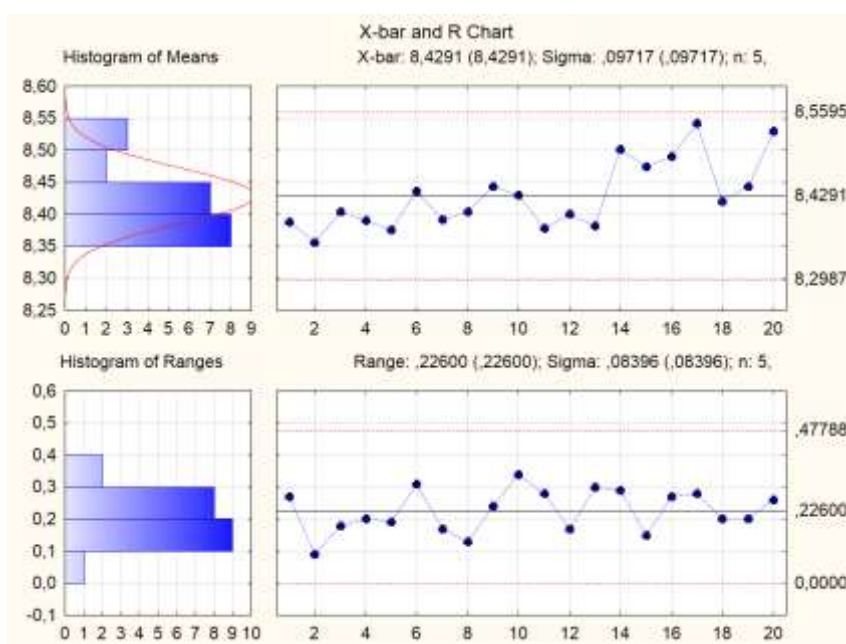 X-bar and R Chart
Histogram of Means
X-bar: 8,4291 (8,4291); Sigma: ,09717 (,09717); n: 5,
8,60
8,55
8,50
8,45
8,40
8,35
8,30
8,25
0 1 2 3 4 5 6 7 8 9
2 4 6 8 10 12 14 16 18 20
8,5595
8,4291
8,2987
Histogram of Ranges
Range: ,22600 (,22600); Sigma: ,08396 (,08396); n: 5,
0,6
0,5
0,4
0,3
0,2
0,1
0,0
-0,1
0 1 2 3 4 5 6 7 8 9 10
2 4 6 8 10 12 14 16 18 20
,47788
,22600
0,0000